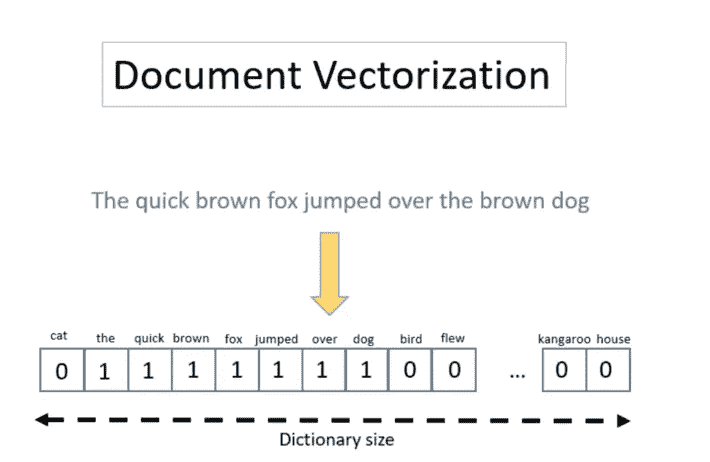 Document Vectorization
The quick brown fox jumped over the brown dog
cat the quick brown fox jumped over dog bird flew kangaroo house
0 1 1 1 1 1 1 1 0 0 ... 0 0
Dictionary size